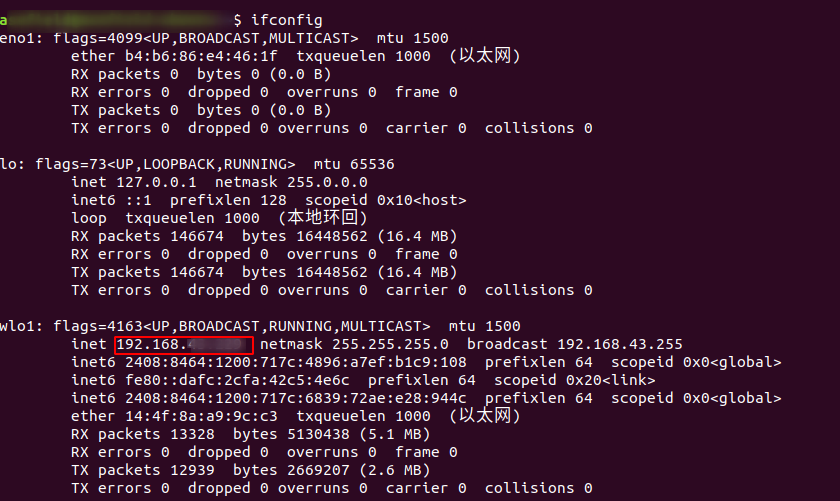 $ ifconfig
eno1: flags=4099<UP,BROADCAST,MULTICAST> mtu 1500
ether b4:b6:86:e4:46:1f txqueuelen 1000 (以太网)
RX packets 0 bytes 0 (0.0 B)
RX errors 0 dropped 0 overruns 0 frame 0
TX packets 0 bytes 0 (0.0 B)
TX errors 0 dropped 0 overruns 0 carrier 0 collisions 0
lo: flags=73<UP,LOOPBACK,RUNNING> mtu 65536
inet 127.0.0.1 netmask 255.0.0.0
inet6 ::1 prefixlen 128 scopeid 0x10<host>
loop txqueuelen 1000 (本地环回)
RX packets 146674 bytes 16448562 (16.4 MB)
RX errors 0 dropped 0 overruns 0 frame 0
TX packets 146674 bytes 16448562 (16.4 MB)
TX errors 0 dropped 0 overruns 0 carrier 0 collisions 0
wlo1: flags=4163<UP,BROADCAST,RUNNING,MULTICAST> mtu 1500
inet 192.168. netmask 255.255.255.0 broadcast 192.168.43.255
inet6 2408:8464:1200:717c:4896:a7ef:b1c9:108 prefixlen 64 scopeid 0x0<global>
inet6 fe80::dafc:2cfa:42c5:4e6c prefixlen 64 scopeid 0x20<link>
inet6 2408:8464:1200:717c:6839:72ae:e28:944c prefixlen 64 scopeid 0x0<global>
ether 14:4f:8a:a9:9c:c3 txqueuelen 1000 (以太网)
RX packets 13328 bytes 5130438 (5.1 MB)
RX errors 0 dropped 0 overruns 0 frame 0
TX packets 12939 bytes 2669207 (2.6 MB)
TX errors 0 dropped 0 overruns 0 carrier 0 collisions 0